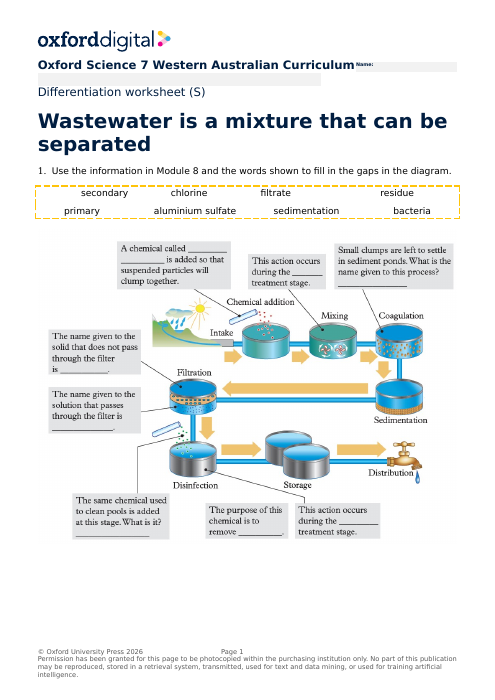 oxforddigital
Oxford Science 7 Western Australian Curriculum Name:
Differentiation worksheet (S)
Wastewater is a mixture that can be
separated
1. Use the information in Module 8 and the words shown to fill in the gaps in the diagram.
secondary chlorine filtrate residue
primary aluminium sulfate sedimentation bacteria
A chemical called ________
__________ is added so that
suspended particles will
clump together.
This action occurs
during the ______
treatment stage.
Small clumps are left to settle
in sediment ponds. What is the
name given to this process?
______________
Chemical addition
Mixing
Coagulation
Intake
The name given to the
solid that does not pass
through the filter
is __________.
Filtration
The name given to the
solution that passes
through the filter is
_____________.
Sedimentation
Disinfection
Storage
Distribution
The same chemical used
to clean pools is added
at this stage. What is it?
________________
The purpose of this
chemical is to
remove _________.
This action occurs
during the ________
treatment stage.
© Oxford University Press 2026 Page 1
Permission has been granted for this page to be photocopied within the purchasing institution only. No part of this publication
may be reproduced, stored in a retrieval system, transmitted, used for text and data mining, or used for training artificial
intelligence.